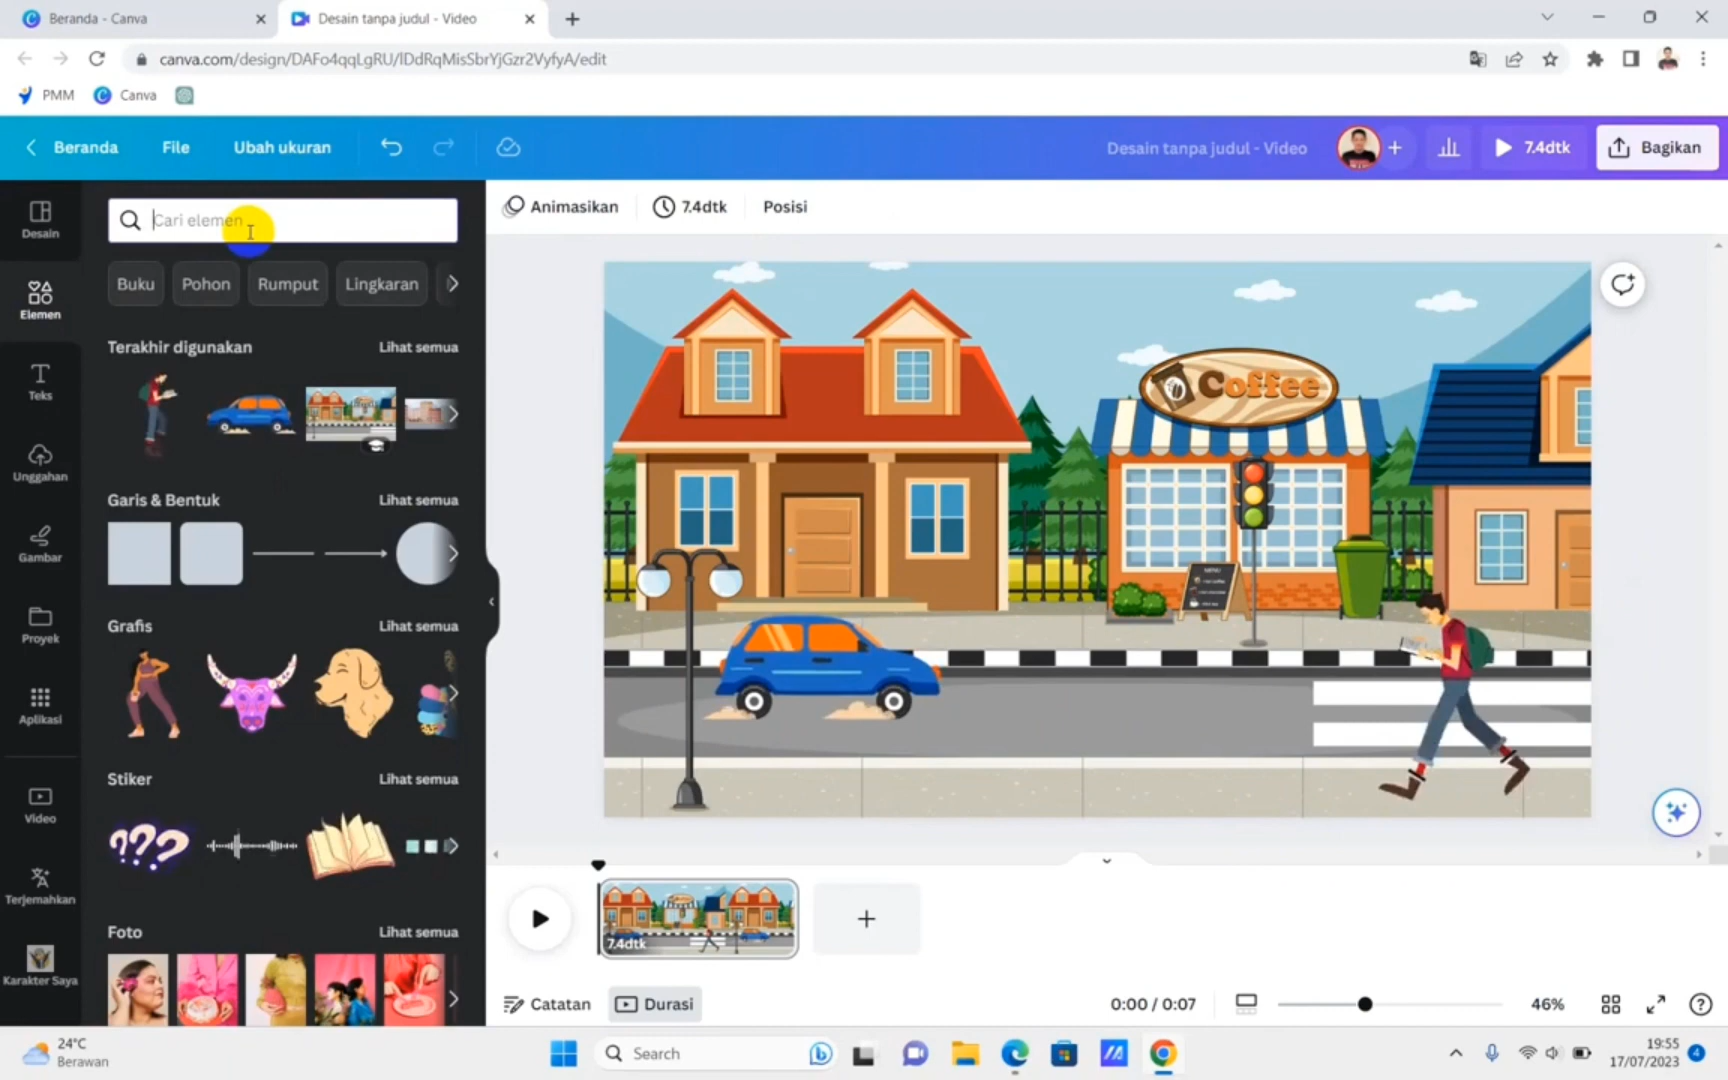 Beranda - Canva
Desain tanpa judul - Video
canva.com/design/DAFo4qqLgRU/lDdRqMisSbrYjGzr2VyfyA/edit
PMM
Canva
Beranda
File
Ubah ukuran
Desain tanpa judul - Video
7.4dtk
Bagikan
Desain
Elemen
Teks
Unggahan
Gambar
Proyek
Aplikasi
Video
Terjemahkan
Karakter Saya
Cari elemen
Buku
Pohon
Rumput
Lingkaran
Terakhir digunakan
Lihat semua
Garis & Bentuk
Lihat semua
Grafis
Lihat semua
Stiker
Lihat semua
???
Foto
Lihat semua
Animasikan
7.4dtk
Posisi
Coffee
MENU
7.4dtk
Catatan
Durasi
0:00 / 0:07
46%
24°C
Berawan
Search
19:55
17/07/2023
4